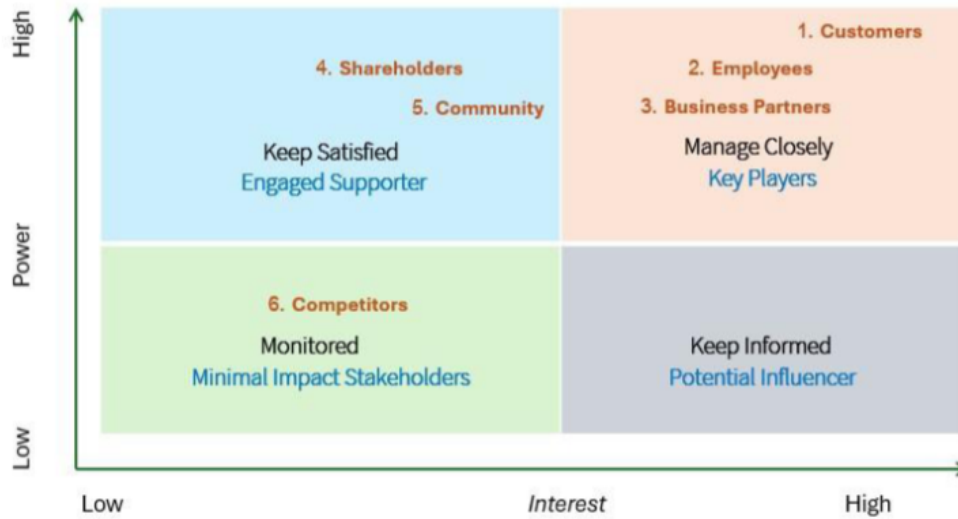 High
Power
Low
4. Shareholders
5. Community
Keep Satisfied
Engaged Supporter
1. Customers
2. Employees
3. Business Partners
Manage Closely
Key Players
6. Competitors
Monitored
Minimal Impact Stakeholders
Keep Informed
Potential Influencer
Low
Interest
High